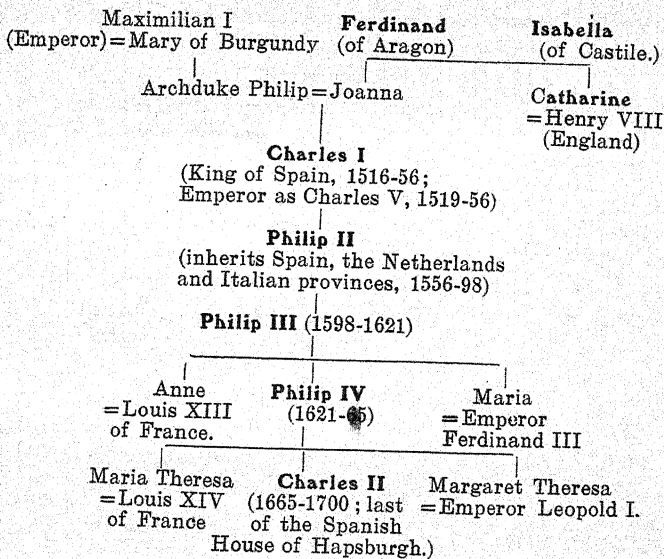 Maximilian I
(Emperor)=Mary of Burgundy
Ferdinand
(of Aragon)
Isabella
(of Castile.)
Archduke Philip=Joanna
Catharine
=Henry VIII
(England)
Charles I
(King of Spain, 1516-56;
Emperor as Charles V, 1519-56)
Philip II
(inherits Spain, the Netherlands
and Italian provinces, 1556-98)
Philip III (1598-1621)
Anne
=Louis XIII
of France.
Philip IV
(1621-65)
Maria
=Emperor
Ferdinand III
Maria Theresa
=Louis XIV
of France
Charles II
(1665-1700; last
of the Spanish
House of Hapsburgh.)
Margaret Theresa
=Emperor Leopold I.